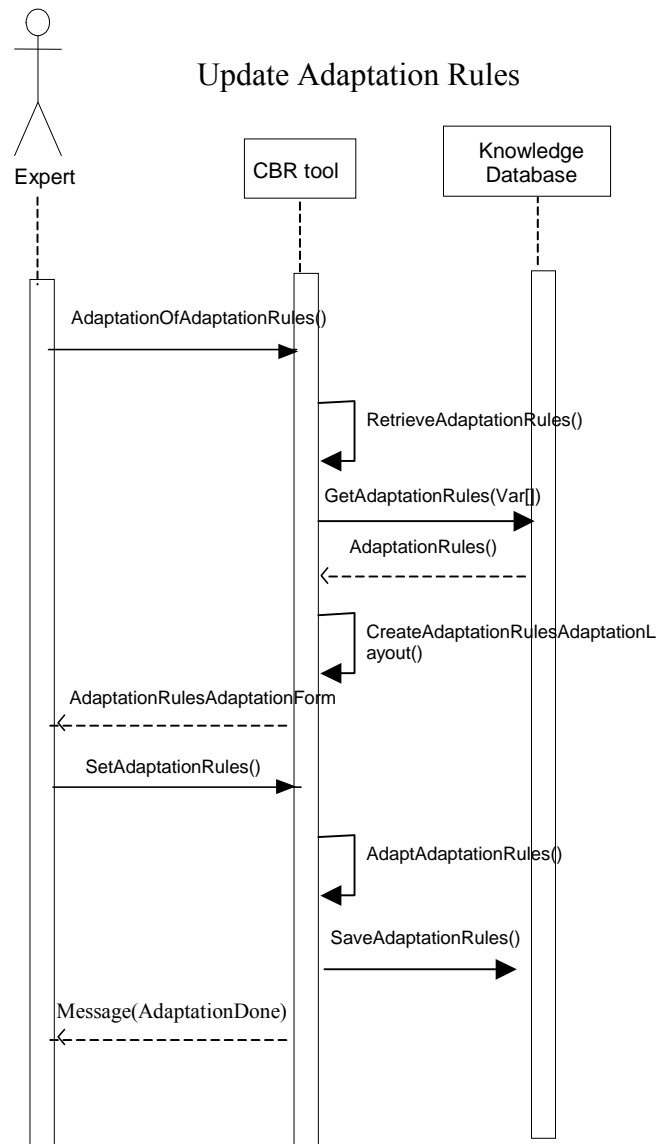 Update Adaptation Rules
Expert
CBR tool
Knowledge
Database
AdaptationOfAdaptationRules()
RetrieveAdaptationRules()
GetAdaptationRules(Var[])
AdaptationRules()
CreateAdaptationRulesAdaptationL
ayout()
AdaptationRulesAdaptationForm
SetAdaptationRules()
AdaptAdaptationRules()
SaveAdaptationRules()
Message(AdaptationDone)